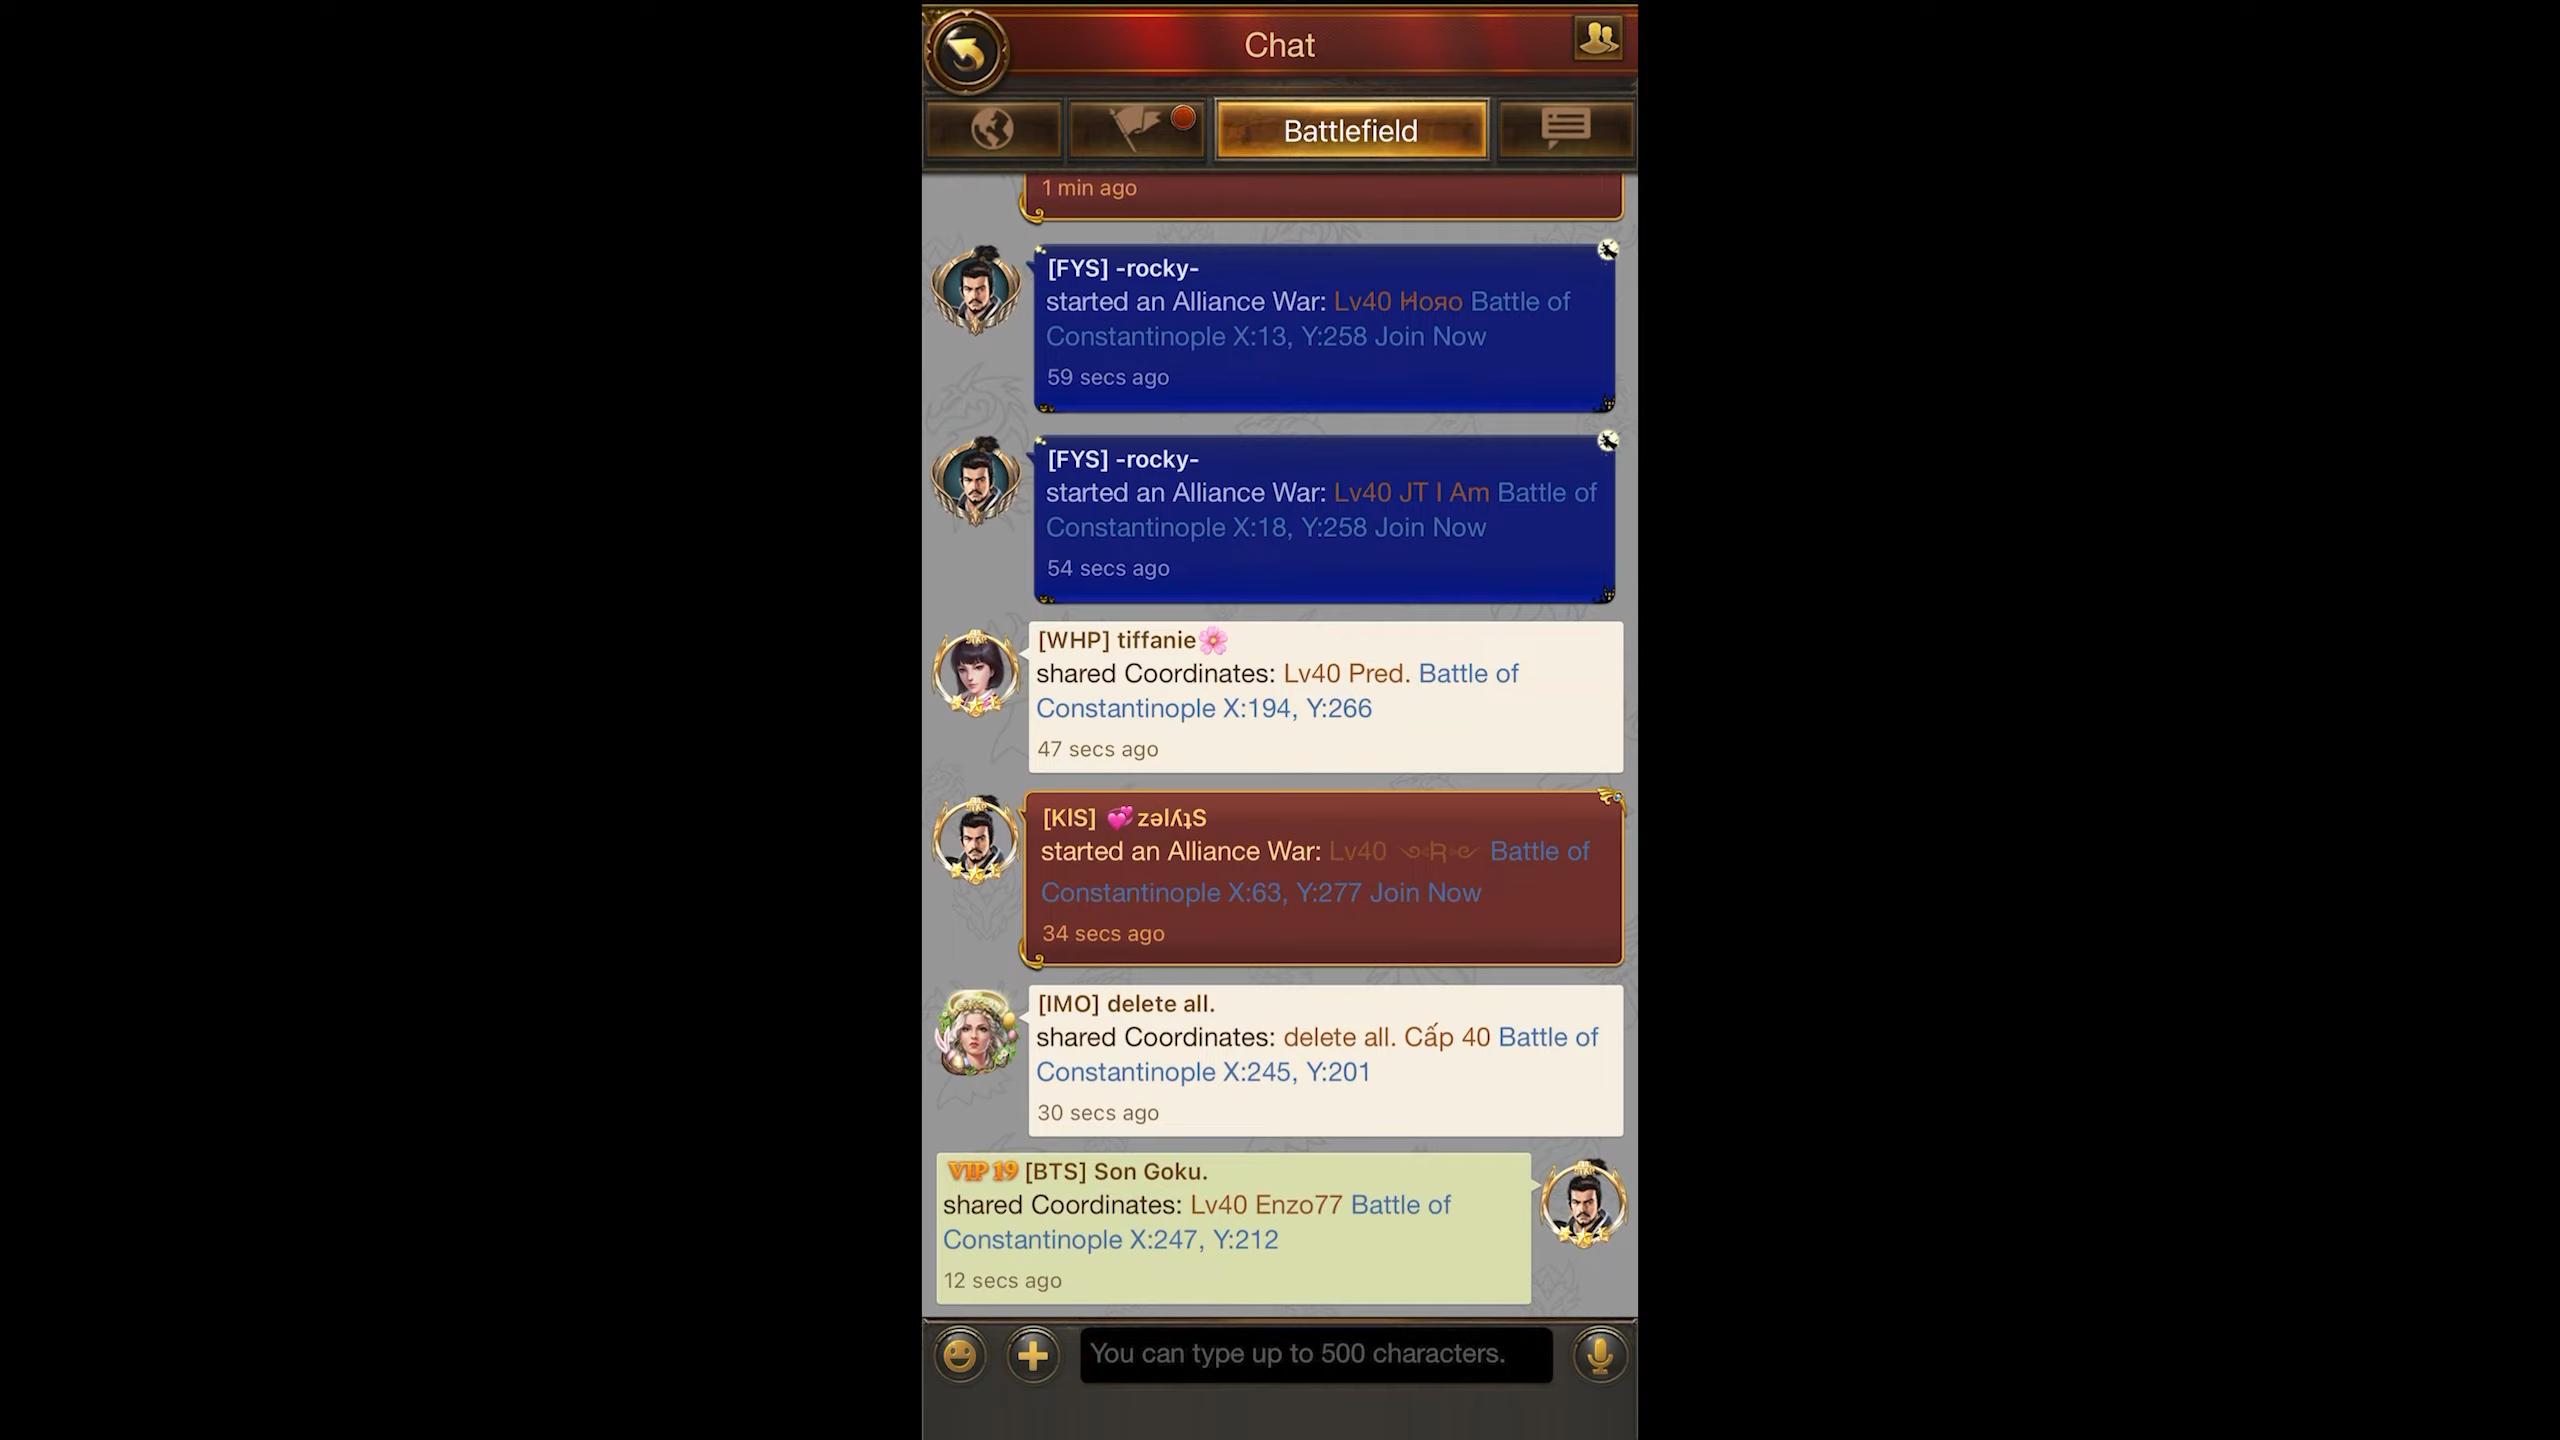 Chat
Battlefield
1 min ago
[FYS] -rocky-
started an Alliance War: Lv40 Ħояо Battle of
Constantinople X:13, Y:258 Join Now
59 secs ago
[FYS] -rocky-
started an Alliance War: Lv40 JT I Am Battle of
Constantinople X:18, Y:258 Join Now
54 secs ago
[WHP] tiffanie🌸
shared Coordinates: Lv40 Pred. Battle of
Constantinople X:194, Y:266
47 secs ago
[KIS] 💞zəlʎʇS
started an Alliance War: Lv40 ࿐R࿐ Battle of
Constantinople X:63, Y:277 Join Now
34 secs ago
[IMO] delete all.
shared Coordinates: delete all. Cấp 40 Battle of
Constantinople X:245, Y:201
30 secs ago
VIP 19 [BTS] Son Goku.
shared Coordinates: Lv40 Enzo77 Battle of
Constantinople X:247, Y:212
12 secs ago
You can type up to 500 characters.